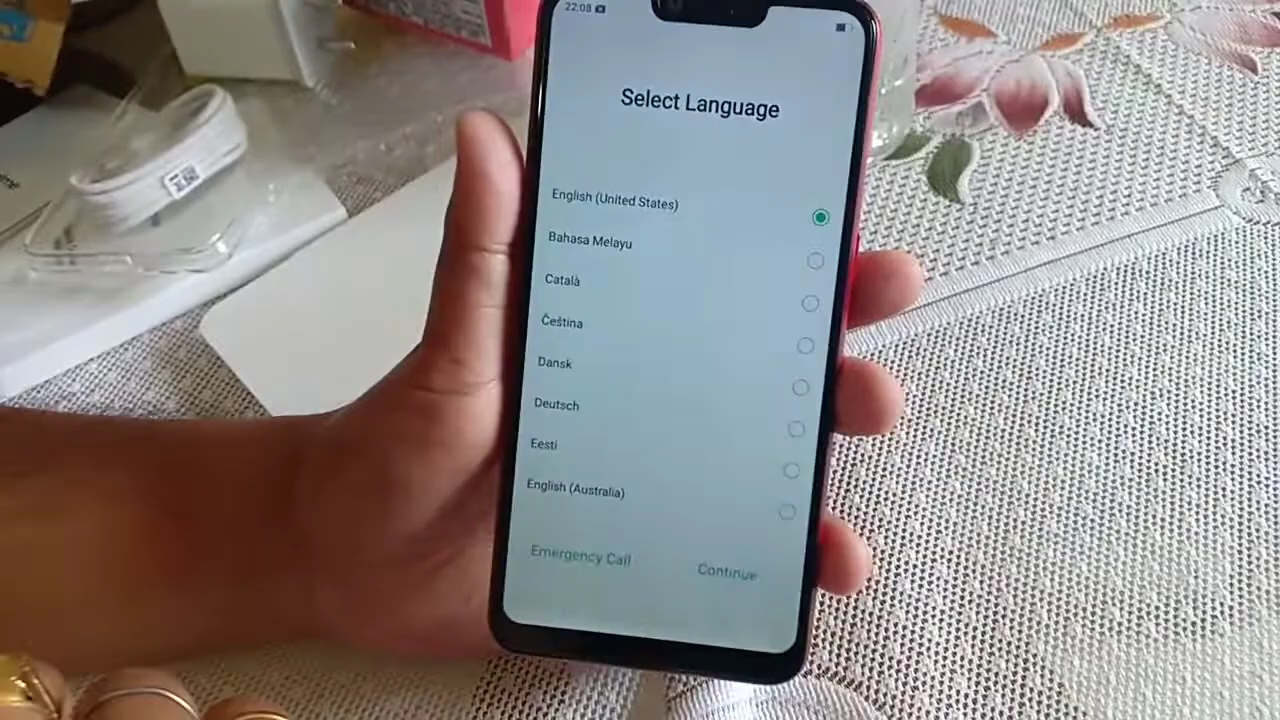 22:08
Select Language
English (United States)
Bahasa Melayu
Català
Čeština
Dansk
Deutsch
Eesti
English (Australia)
Emergency Call
Continue